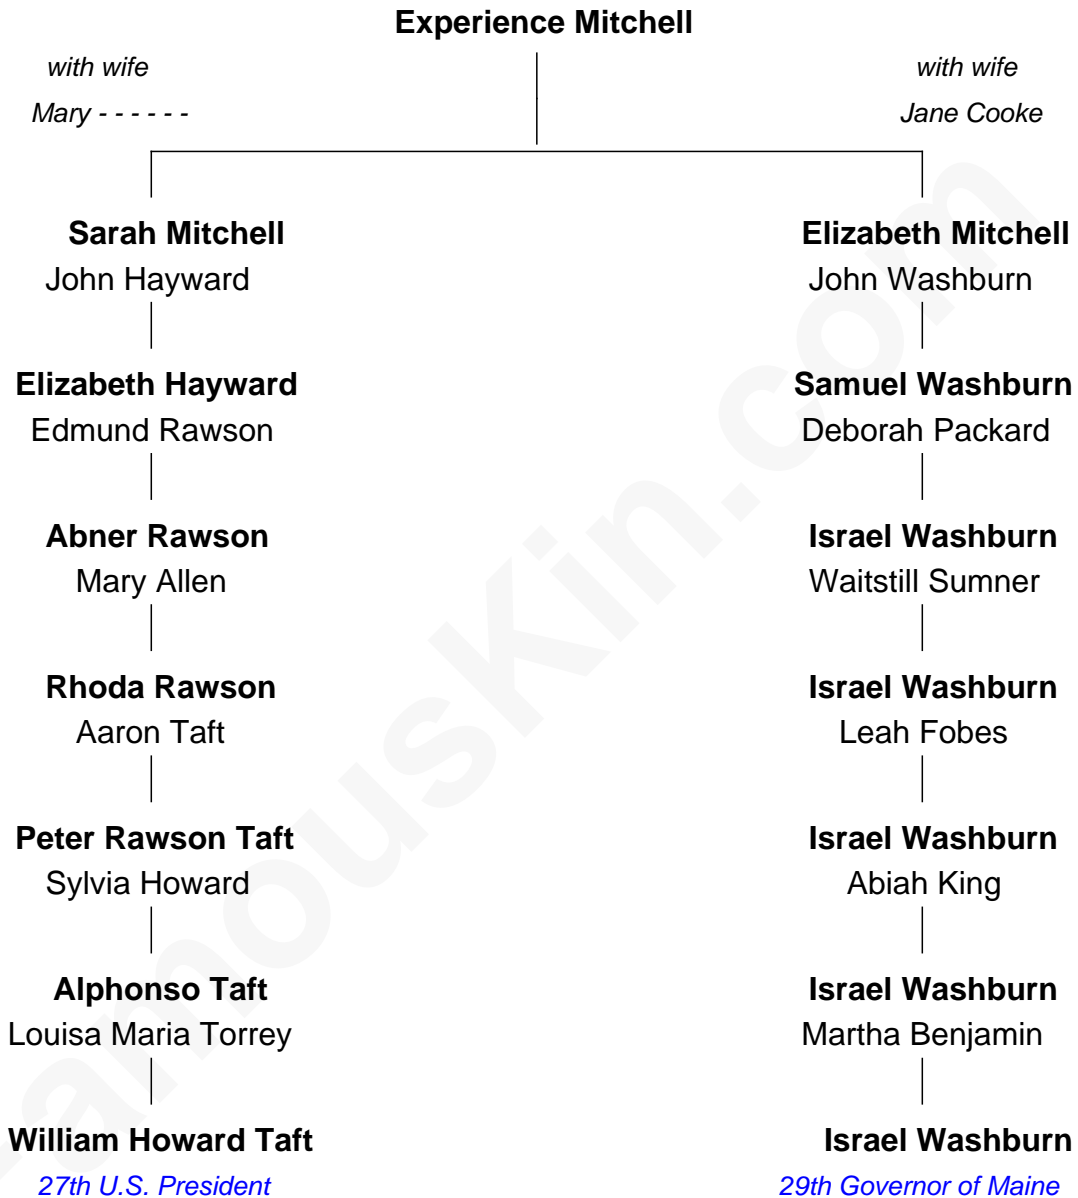 Experience Mitchell
with wife
Mary - - - - - -
with wife
Jane Cooke
Sarah Mitchell
John Hayward
Elizabeth Mitchell
John Washburn
Elizabeth Hayward
Edmund Rawson
Samuel Washburn
Deborah Packard
Abner Rawson
Mary Allen
Israel Washburn
Waitstill Sumner
Rhoda Rawson
Aaron Taft
Israel Washburn
Leah Fobes
Peter Rawson Taft
Sylvia Howard
Israel Washburn
Abiah King
Alphonso Taft
Louisa Maria Torrey
Israel Washburn
Martha Benjamin
William Howard Taft
27th U.S. President
Israel Washburn
29th Governor of Maine
FamousKin.com